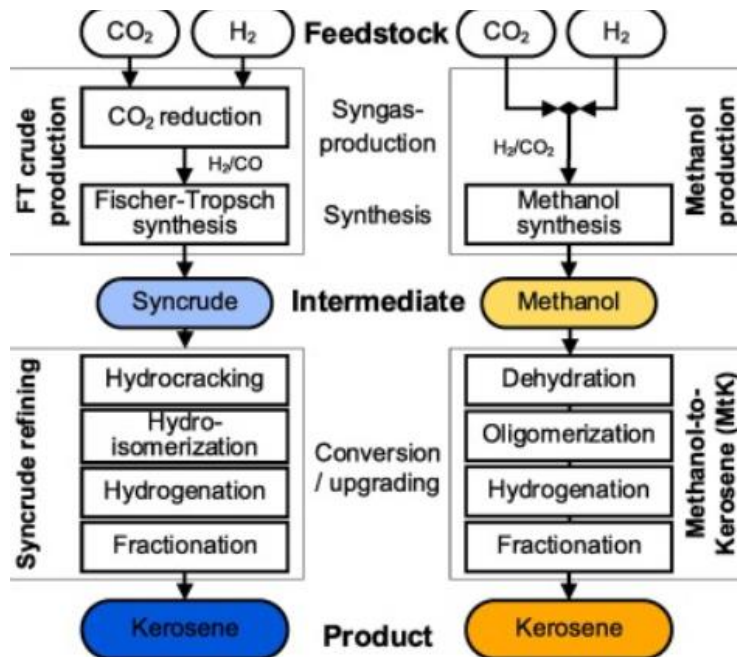 CO₂
H₂
Feedstock
CO₂
H₂
FT crude
production
CO₂ reduction
H₂/CO
Fischer-Tropsch
synthesis
Syngas-
production
Synthesis
H₂/CO₂
Methanol
synthesis
Methanol
production
Syncrude
Intermediate
Methanol
Syncrude refining
Hydrocracking
Hydro-
isomerization
Hydrogenation
Fractionation
Conversion
/ upgrading
Dehydration
Oligomerization
Hydrogenation
Fractionation
Methanol-to-
Kerosene (MtK)
Kerosene
Product
Kerosene